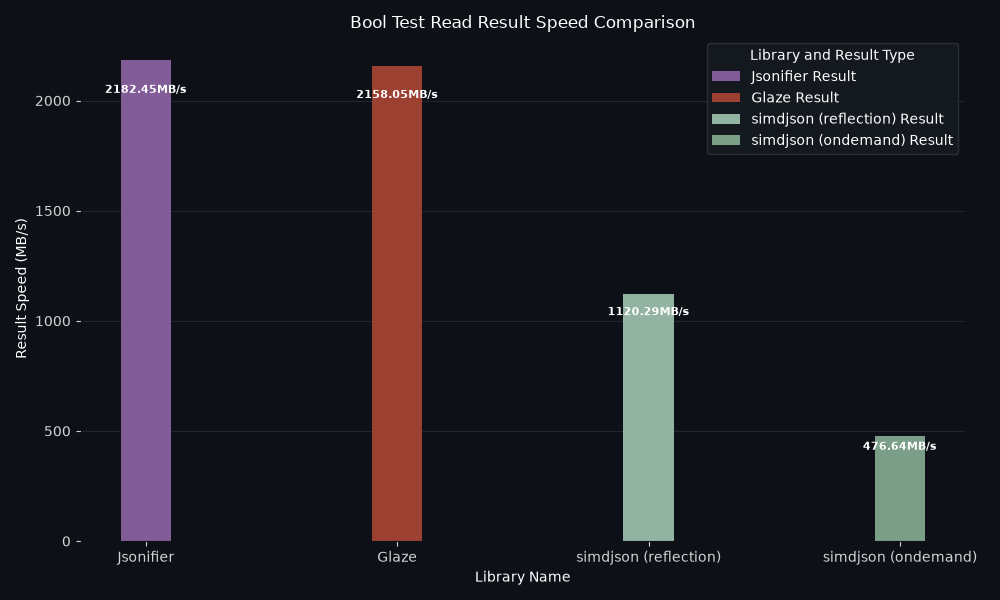 Bool Test Read Result Speed Comparison
Library and Result Type
Jsonifier Result
Glaze Result
simdjson (reflection) Result
simdjson (ondemand) Result
2182.45MB/s
2158.05MB/s
1120.29MB/s
476.64MB/s
Result Speed (MB/s)
2000
1500
1000
500
0
Jsonifier
Glaze
simdjson (reflection)
simdjson (ondemand)
Library Name